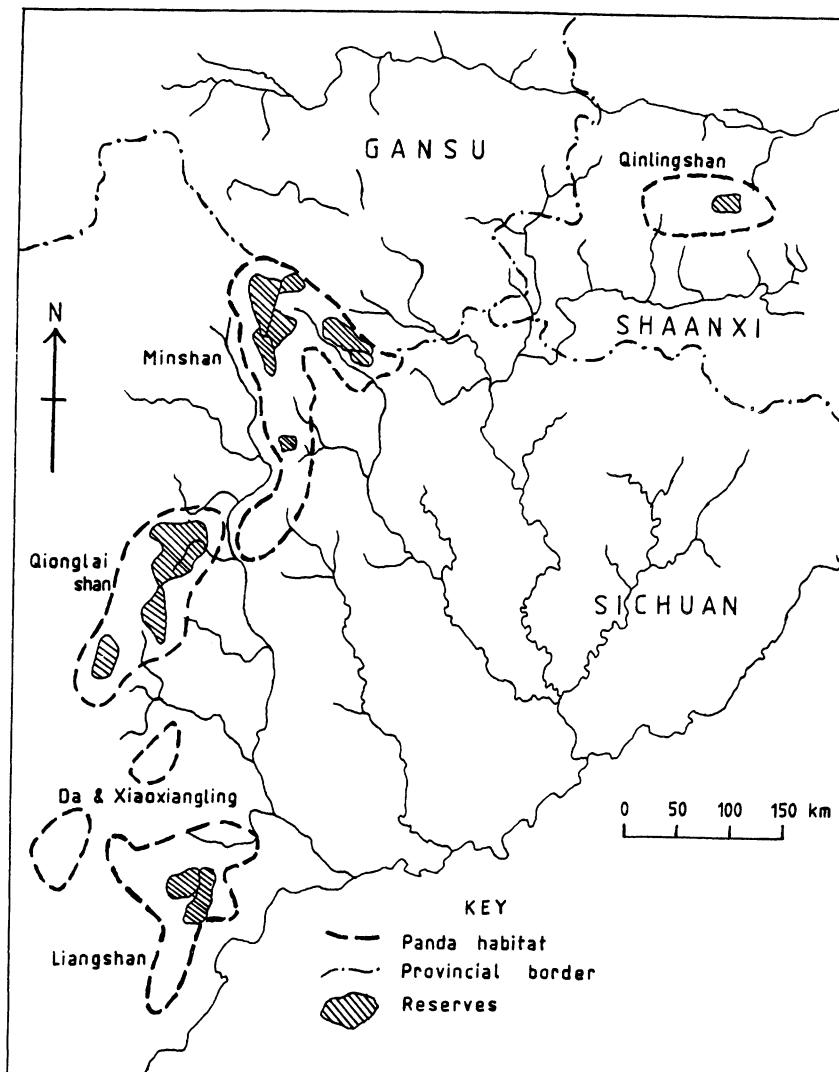 GANSU
Qinlingshan
N
SHAANXI
Minshan
Qionglai
shan
SICHUAN
Da & Xiaoxiangling
0 50 100 150 km
KEY
Panda habitat
Provincial border
Reserves
Liangshan